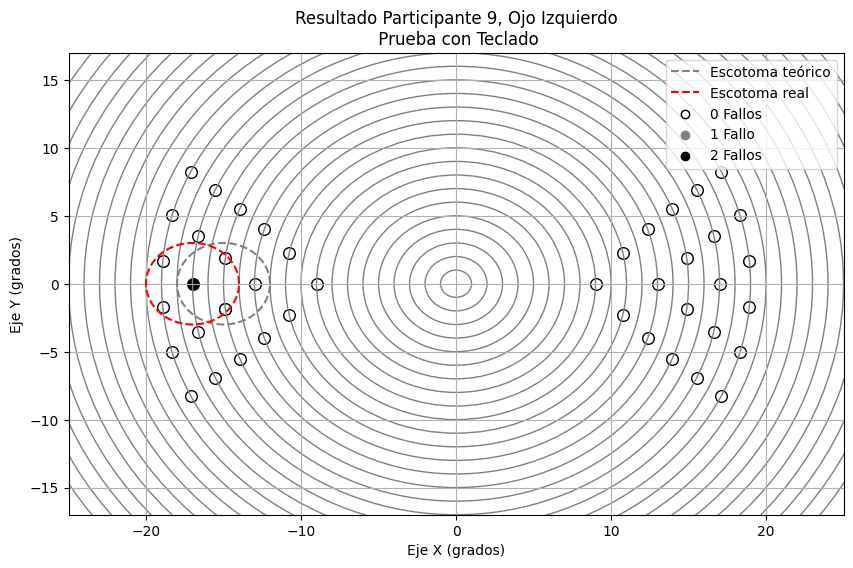 Resultado Participante 9, Ojo Izquierdo
Prueba con Teclado
Escotoma teórico
Escotoma real
0 Fallos
1 Fallo
2 Fallos
15
10
5
0
−5
−10
−15
Eje Y (grados)
−20
−10
0
10
20
Eje X (grados)